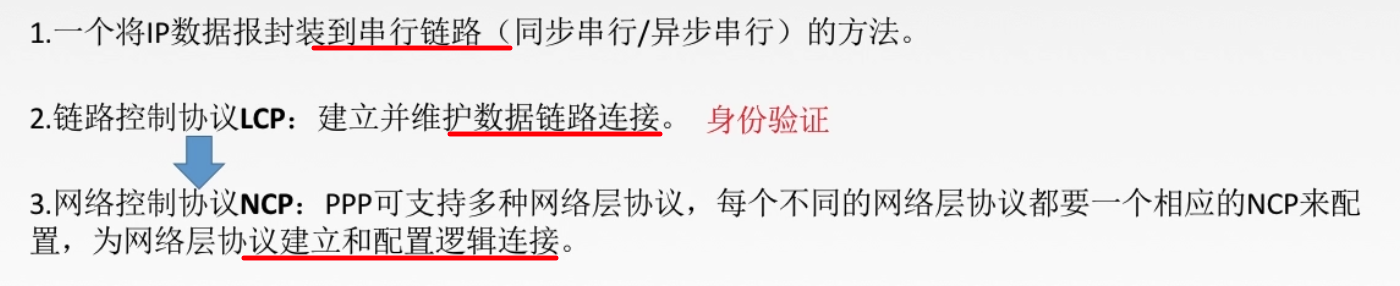 1.一个将IP数据报封装到串行链路（同步串行/异步串行）的方法。
2.链路控制协议LCP：建立并维护数据链路连接。 身份验证
3.网络控制协议NCP：PPP可支持多种网络层协议，每个不同的网络层协议都要一个相应的NCP来配
置，为网络层协议建立和配置逻辑连接。